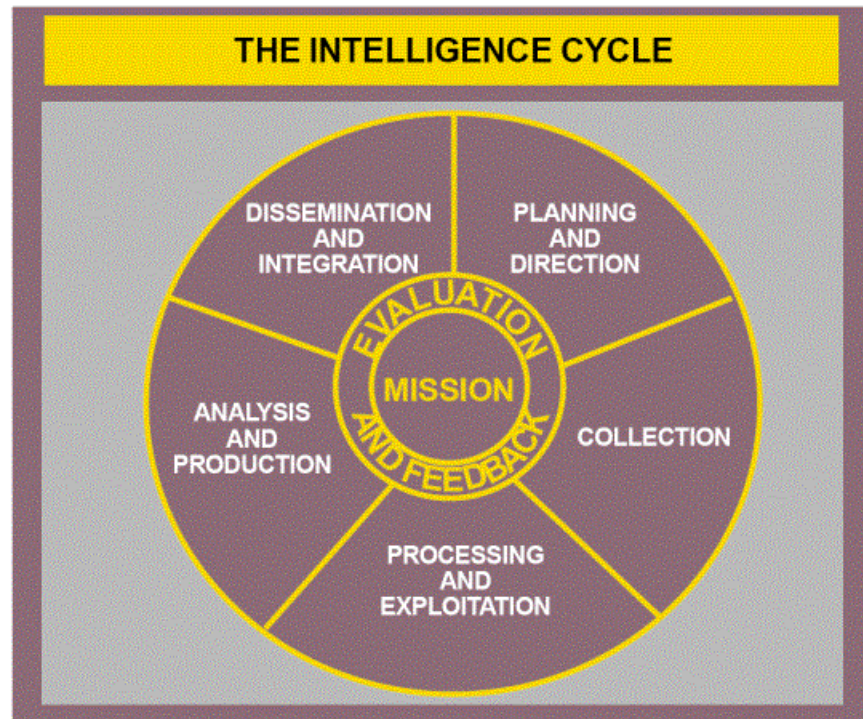 THE INTELLIGENCE CYCLE
DISSEMINATION
AND
INTEGRATION
PLANNING
AND
DIRECTION
EVALUATION
MISSION
AND FEEDBACK
ANALYSIS
AND
PRODUCTION
COLLECTION
PROCESSING
AND
EXPLOITATION